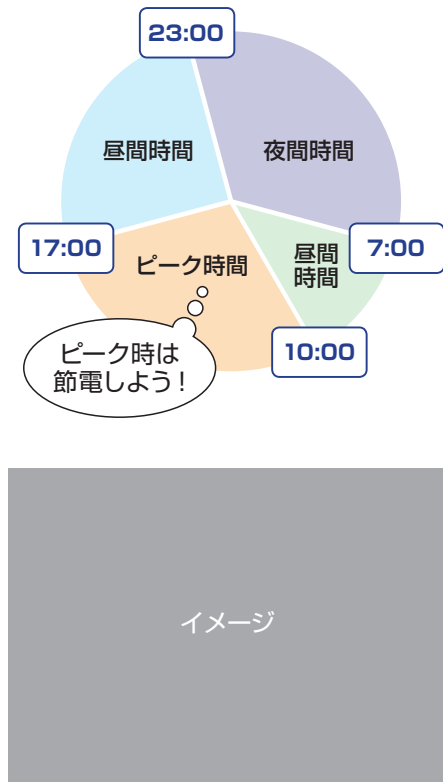 23:00
昼間時間
夜間時間
17:00
ピーク時間
昼間
時間
7:00
10:00
ピーク時は
節電しよう!
イメージ